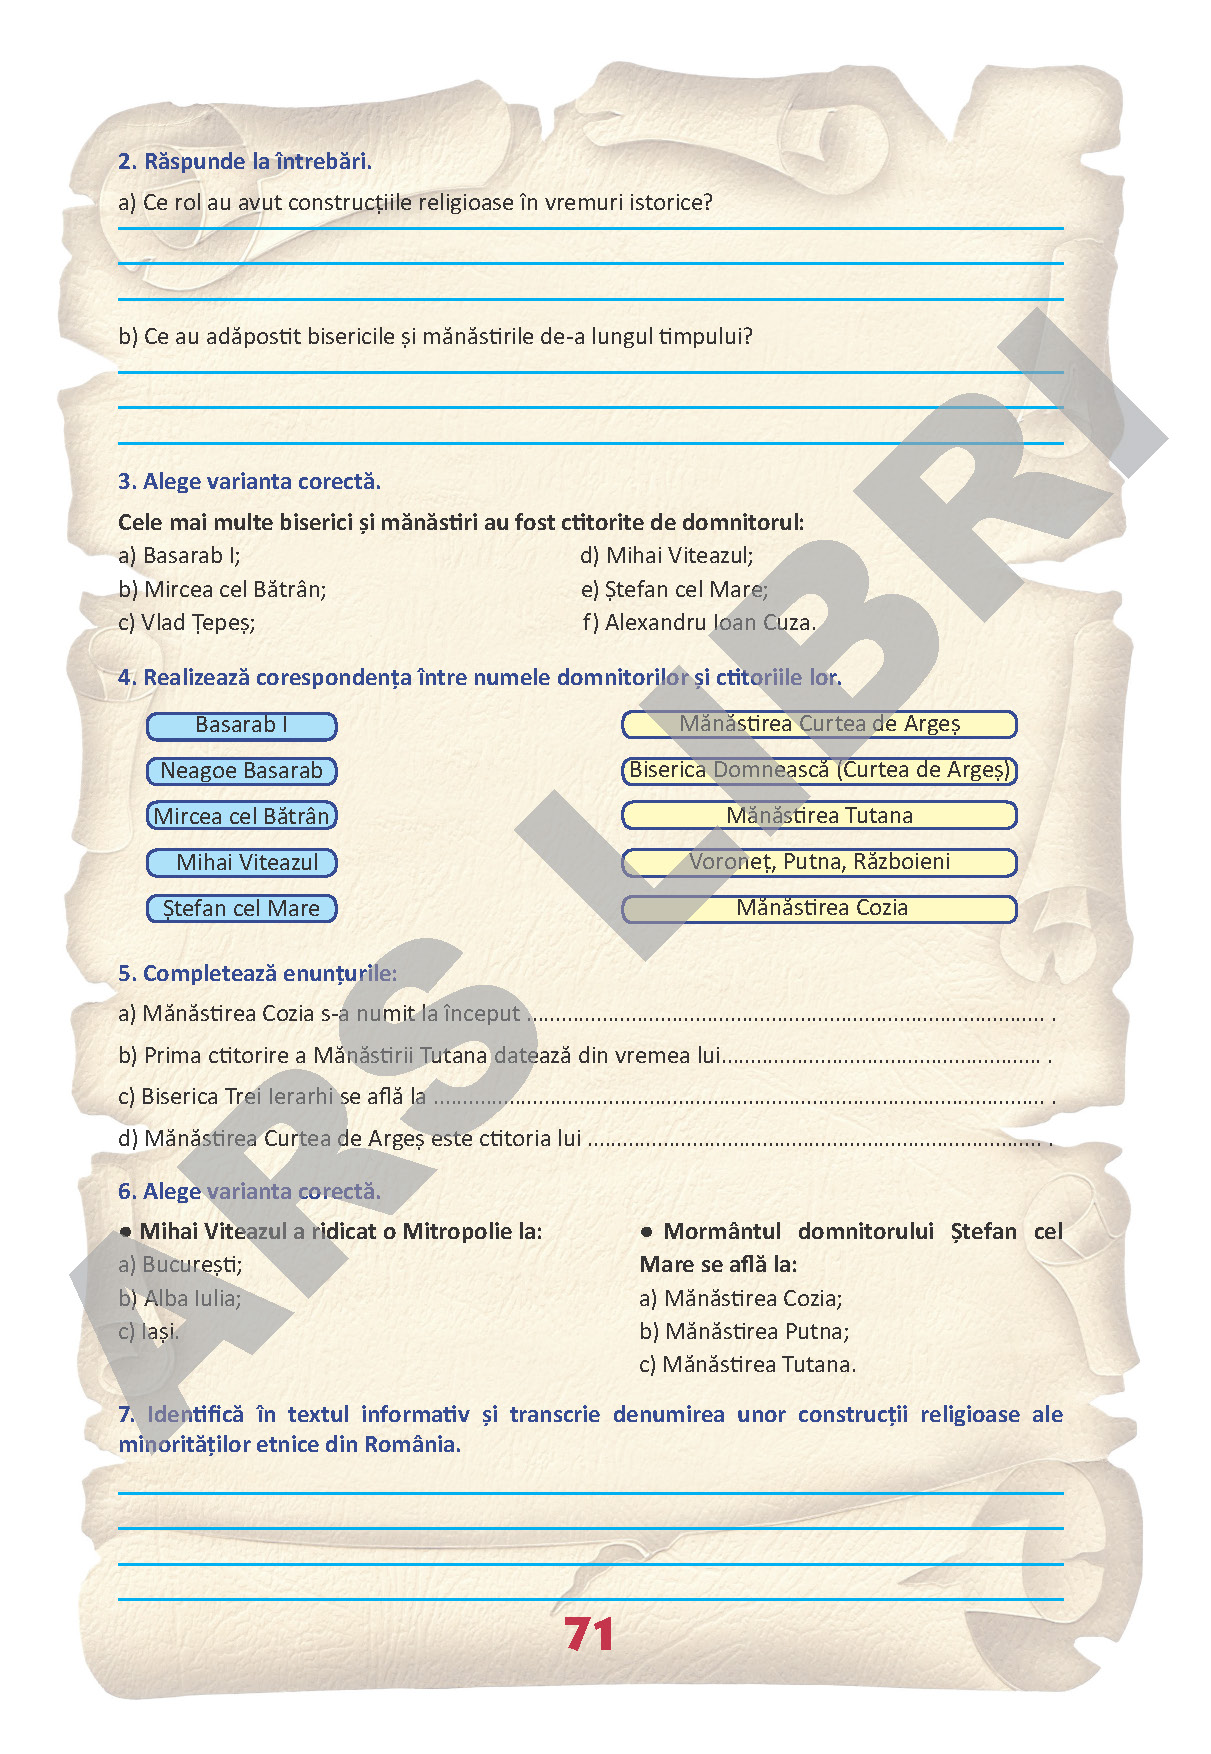 2. Răspunde la întrebări.
a) Ce rol au avut construcțiile religioase în vremuri istorice?
b) Ce au adăpostit bisericile și mănăstirile de-a lungul timpului?
3. Alege varianta corectă.
Cele mai multe biserici și mănăstiri au fost ctitorite de domnitorul:
a) Basarab I;
b) Mircea cel Bătrân;
c) Vlad Țepeș;
d) Mihai Viteazul;
e) Ștefan cel Mare;
f) Alexandru Ioan Cuza.
4. Realizează corespondența între numele domnitorilor și ctitoriile lor.
Basarab I
Neagoe Basarab
Mircea cel Bătrân
Mihai Viteazul
Ștefan cel Mare
Mănăstirea Curtea de Argeș
Biserica Domnească (Curtea de Argeș)
Mănăstirea Tutana
Voroneț, Putna, Războieni
Mănăstirea Cozia
5. Completează enunțurile:
a) Mănăstirea Cozia s-a numit la început ......................................................................................... .
b) Prima ctitorire a Mănăstirii Tutana datează din vremea lui....................................................... .
c) Biserica Trei Ierarhi se află la ......................................................................................................... .
d) Mănăstirea Curtea de Argeș este ctitoria lui .............................................................................. .
6. Alege varianta corectă.
● Mihai Viteazul a ridicat o Mitropolie la:
a) București;
b) Alba Iulia;
c) Iași.
● Mormântul domnitorului Ștefan cel
Mare se află la:
a) Mănăstirea Cozia;
b) Mănăstirea Putna;
c) Mănăstirea Tutana.
7. Identifică în textul informativ și transcrie denumirea unor construcții religioase ale
minorităților etnice din România.
71
ARS LIBRI